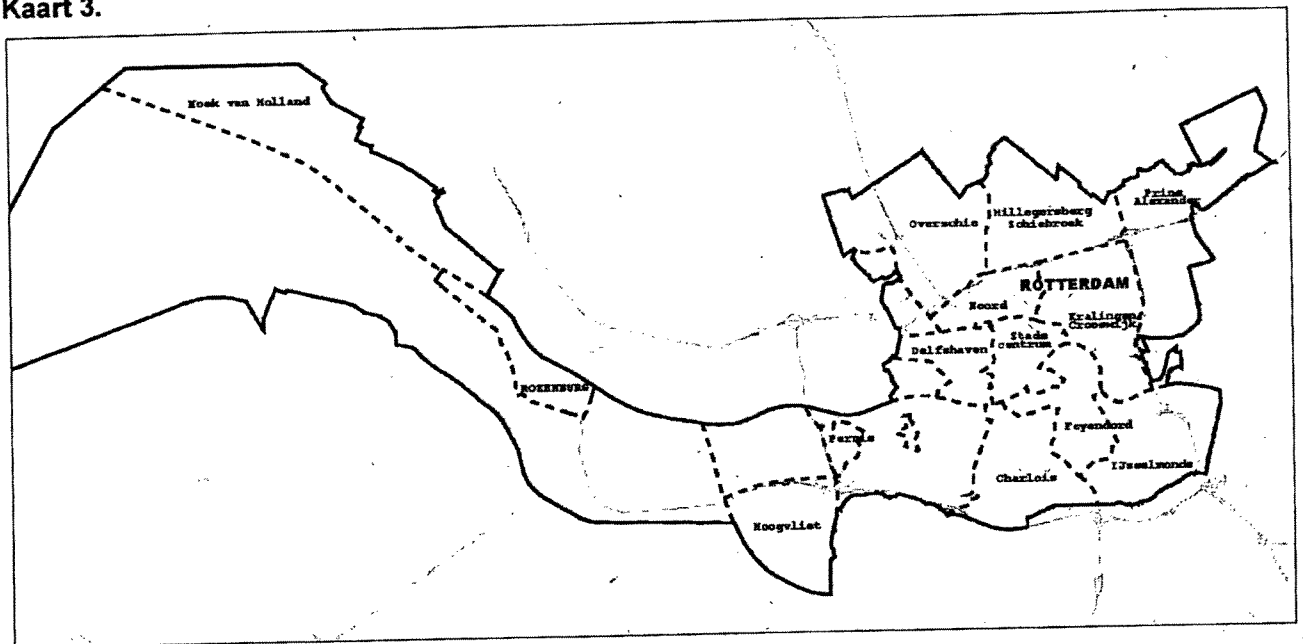 Kaart 3.
Hoek van Holland
Prins
Alexander
Hillegersberg
Schiebroek
Overschie
ROTTERDAM
Noord
Kralingen
Crooswijk
Stads
centrum
Delfshaven
ROZENBURG
Pernis
Feyenoord
IJsselmonde
Charlois
Hoogvliet